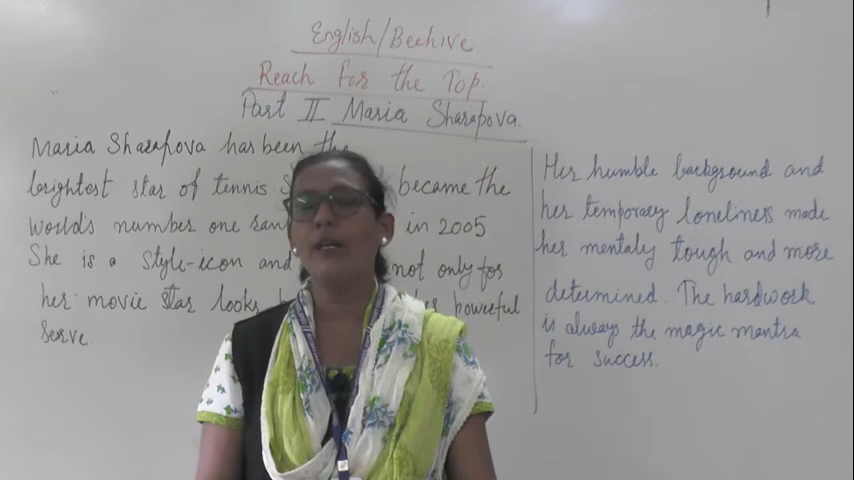 English/Beehive
Reach for the Top.
Part II Maria Sharapova.
Maria Sharapova has been the
brightest star of tennis. became the
world's number one in 2005.
She is a style-icon and not only for
her movie star looks powerful
serve.
Her humble background and
her temporary loneliness made
her mentaly tough and more
determined. The hardwork
is always the magic mantra
for success.